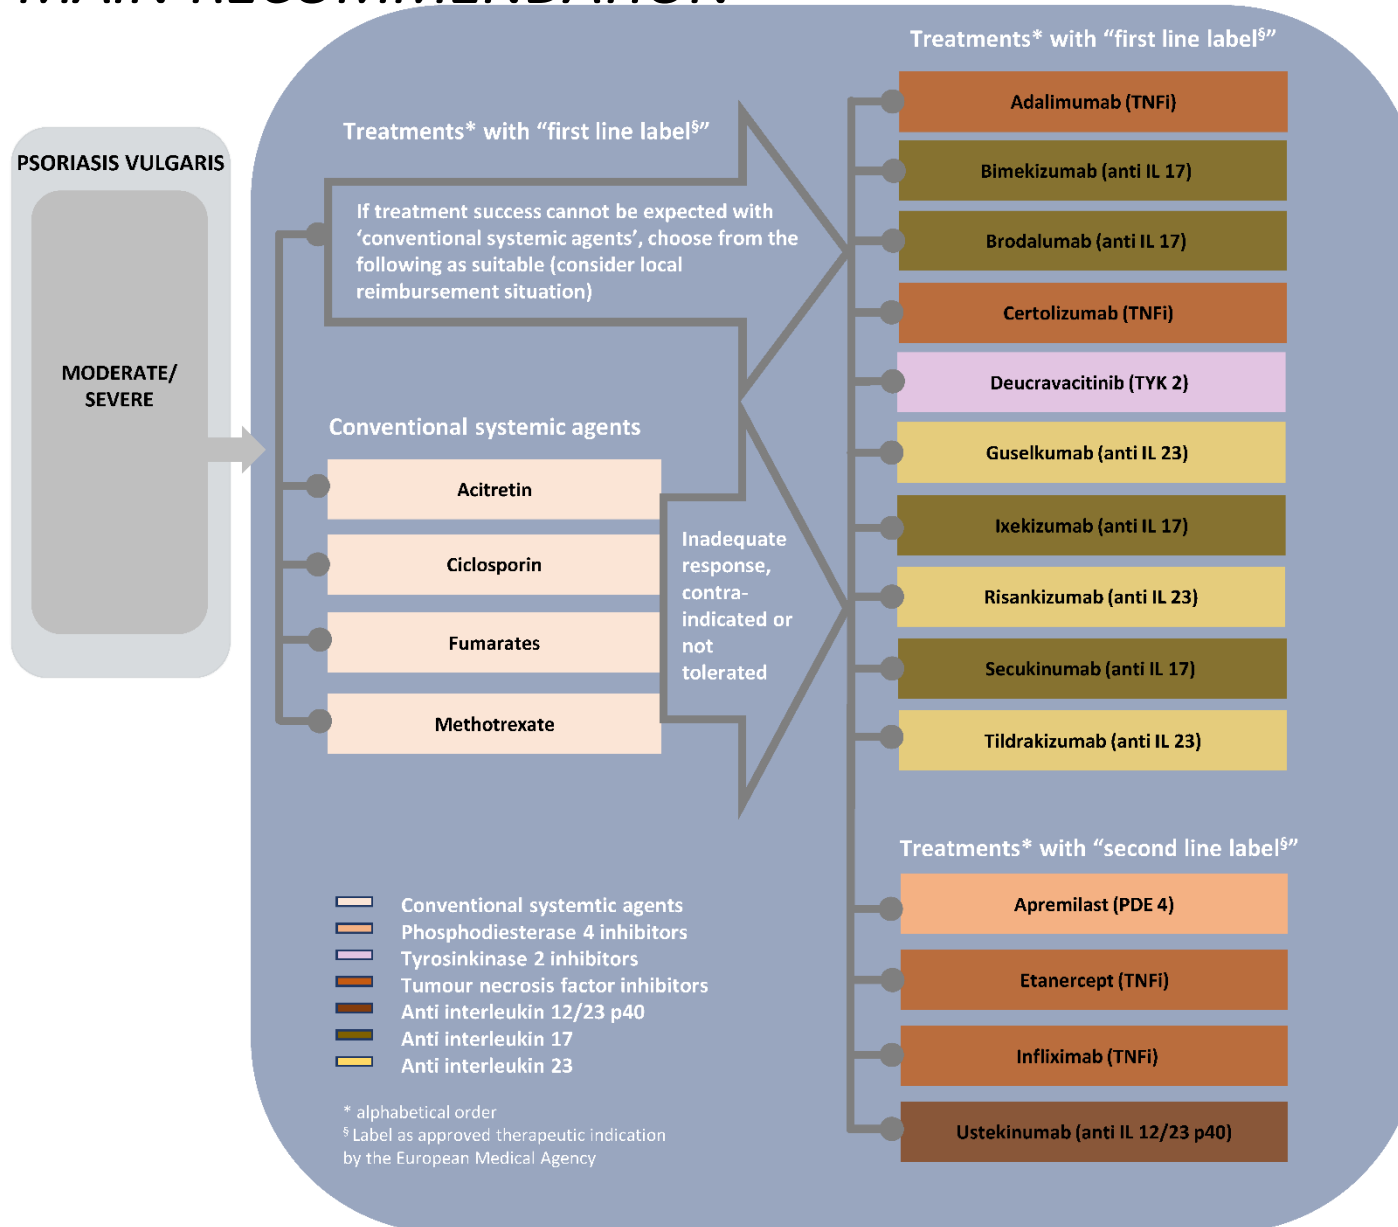 MAIN RECOMMENDATION
PSORIASIS VULGARIS
MODERATE/
SEVERE
Treatments* with “first line label§”
If treatment success cannot be expected with
‘conventional systemic agents’, choose from the
following as suitable (consider local
reimbursement situation)
Conventional systemic agents
Acitretin
Ciclosporin
Fumarates
Methotrexate
Inadequate
response,
contra-
indicated or
not
tolerated
Treatments* with “first line label§”
Adalimumab (TNFi)
Bimekizumab (anti IL 17)
Brodalumab (anti IL 17)
Certolizumab (TNFi)
Deucravacitinib (TYK 2)
Guselkumab (anti IL 23)
Ixekizumab (anti IL 17)
Risankizumab (anti IL 23)
Secukinumab (anti IL 17)
Tildrakizumab (anti IL 23)
Treatments* with “second line label§”
Apremilast (PDE 4)
Etanercept (TNFi)
Infliximab (TNFi)
Ustekinumab (anti IL 12/23 p40)
Conventional systemtic agents
Phosphodiesterase 4 inhibitors
Tyrosinkinase 2 inhibitors
Tumour necrosis factor inhibitors
Anti interleukin 12/23 p40
Anti interleukin 17
Anti interleukin 23
* alphabetical order
§ Label as approved therapeutic indication
by the European Medical Agency